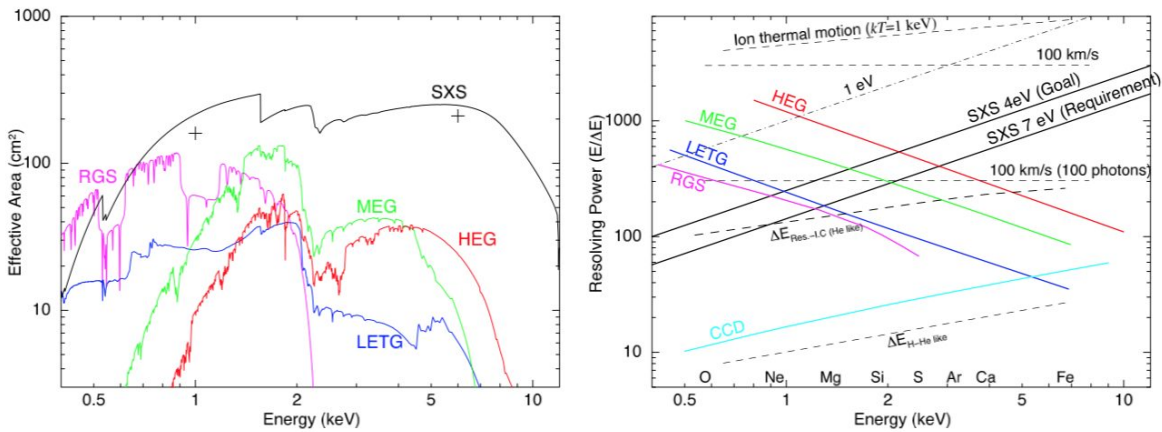 Effective Area (cm²)
1000
100
10
0.5
1
2
5
10
Energy (keV)
SXS
RGS
MEG
HEG
LETG
Resolving Power (E/ΔE)
1000
100
10
0.5
1
2
5
10
Energy (keV)
Ion thermal motion (kT=1 keV)
100 km/s
1 eV
HEG
SXS 4eV (Goal)
SXS 7 eV (Requirement)
MEG
LETG
RGS
100 km/s (100 photons)
ΔE Res.–I.C (He like)
CCD
ΔE H–He like
O Ne Mg Si S Ar Ca Fe